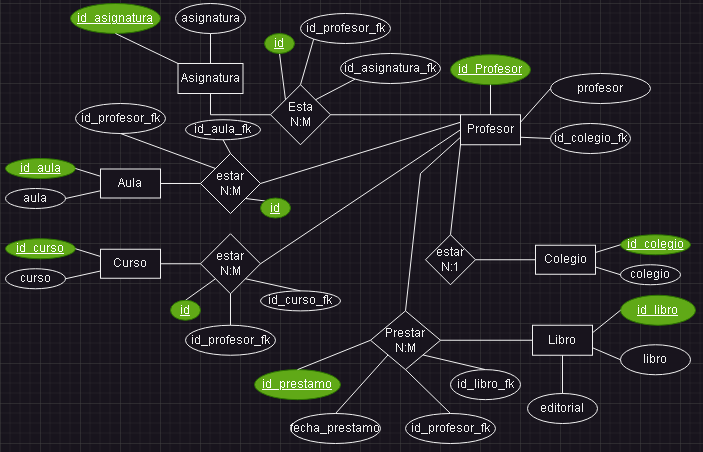 id_asignatura
asignatura
id_profesor_fk
id
id_asignatura_fk
id_Profesor
Asignatura
profesor
Esta
N:M
id_profesor_fk
id_aula_fk
Profesor
id_colegio_fk
id_aula
aula
Aula
estar
N:M
id
id_curso
curso
Curso
estar
N:M
id
id_curso_fk
id_profesor_fk
estar
N:1
Colegio
id_colegio
colegio
Prestar
N:M
Libro
id_libro
libro
editorial
id_prestamo
id_libro_fk
fecha_prestamo
id_profesor_fk